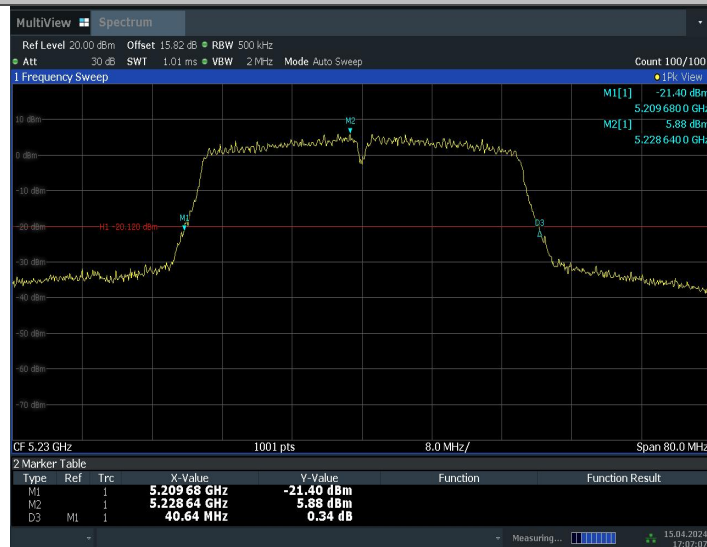 MultiView Spectrum
Ref Level 20.00 dBm Offset 15.82 dB RBW 500 kHz
Att 30 dB SWT 1.01 ms VBW 2 MHz Mode Auto Sweep Count 100/100
1 Frequency Sweep 1Pk View
M1[1] -21.40 dBm
5.209 680 0 GHz
M2[1] 5.88 dBm
5.228 640 0 GHz
M2
10 dBm
0 dBm
-10 dBm
M1
D3
-20 dBm H1 -20.120 dBm
-30 dBm
-40 dBm
-50 dBm
-60 dBm
-70 dBm
CF 5.23 GHz 1001 pts 8.0 MHz/ Span 80.0 MHz
2 Marker Table
Type Ref Trc X-Value Y-Value Function Function Result
M1 1 5.209 68 GHz -21.40 dBm
M2 1 5.228 64 GHz 5.88 dBm
D3 M1 1 40.64 MHz 0.34 dB
Measuring... 15.04.2024
17:07:07